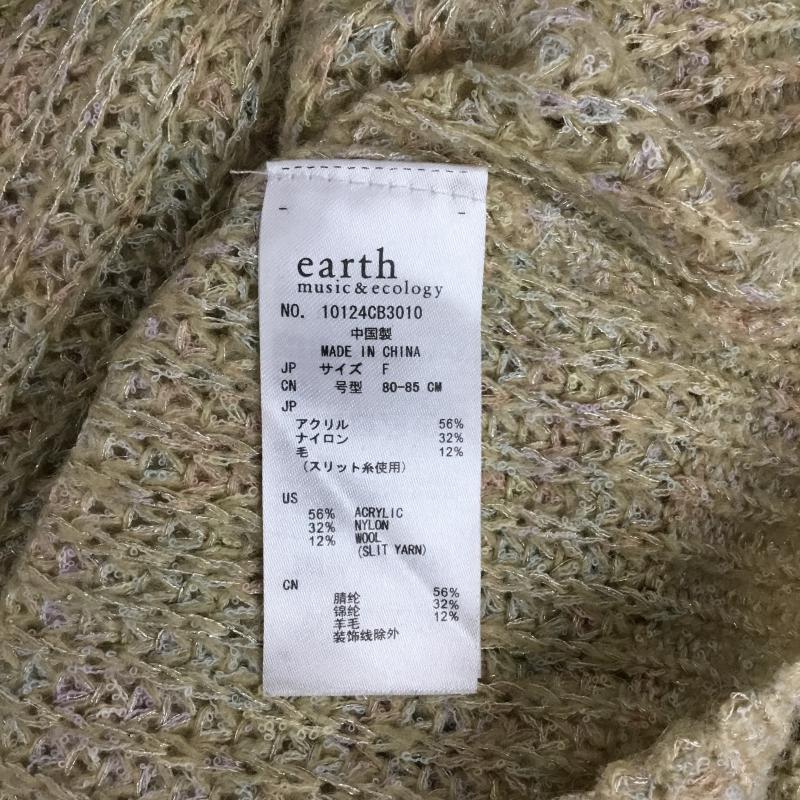 earth
music&ecology
NO. 10124CB3010
中国製
MADE IN CHINA
JP サイズ F
CN 号型 80-85 CM
JP
アクリル 56%
ナイロン 32%
毛 12%
(スリット糸使用)
US
56% ACRYLIC
32% NYLON
12% WOOL
(SLIT YARN)
CN
腈纶 56%
锦纶 32%
羊毛 12%
装饰线除外